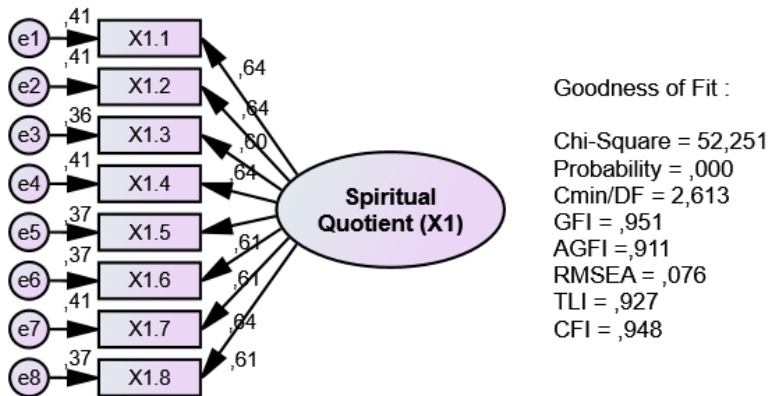 ,41
e1
X1.1
,41
e2
X1.2
,36
e3
X1.3
,41
e4
X1.4
,37
e5
X1.5
,37
e6
X1.6
,41
e7
X1.7
,37
e8
X1.8
,64
,64
,60
,64
,61
,61
,64
,61
Spiritual
Quotient (X1)
Goodness of Fit :
Chi-Square = 52,251
Probability = ,000
Cmin/DF = 2,613
GFI = ,951
AGFI =,911
RMSEA = ,076
TLI = ,927
CFI = ,948